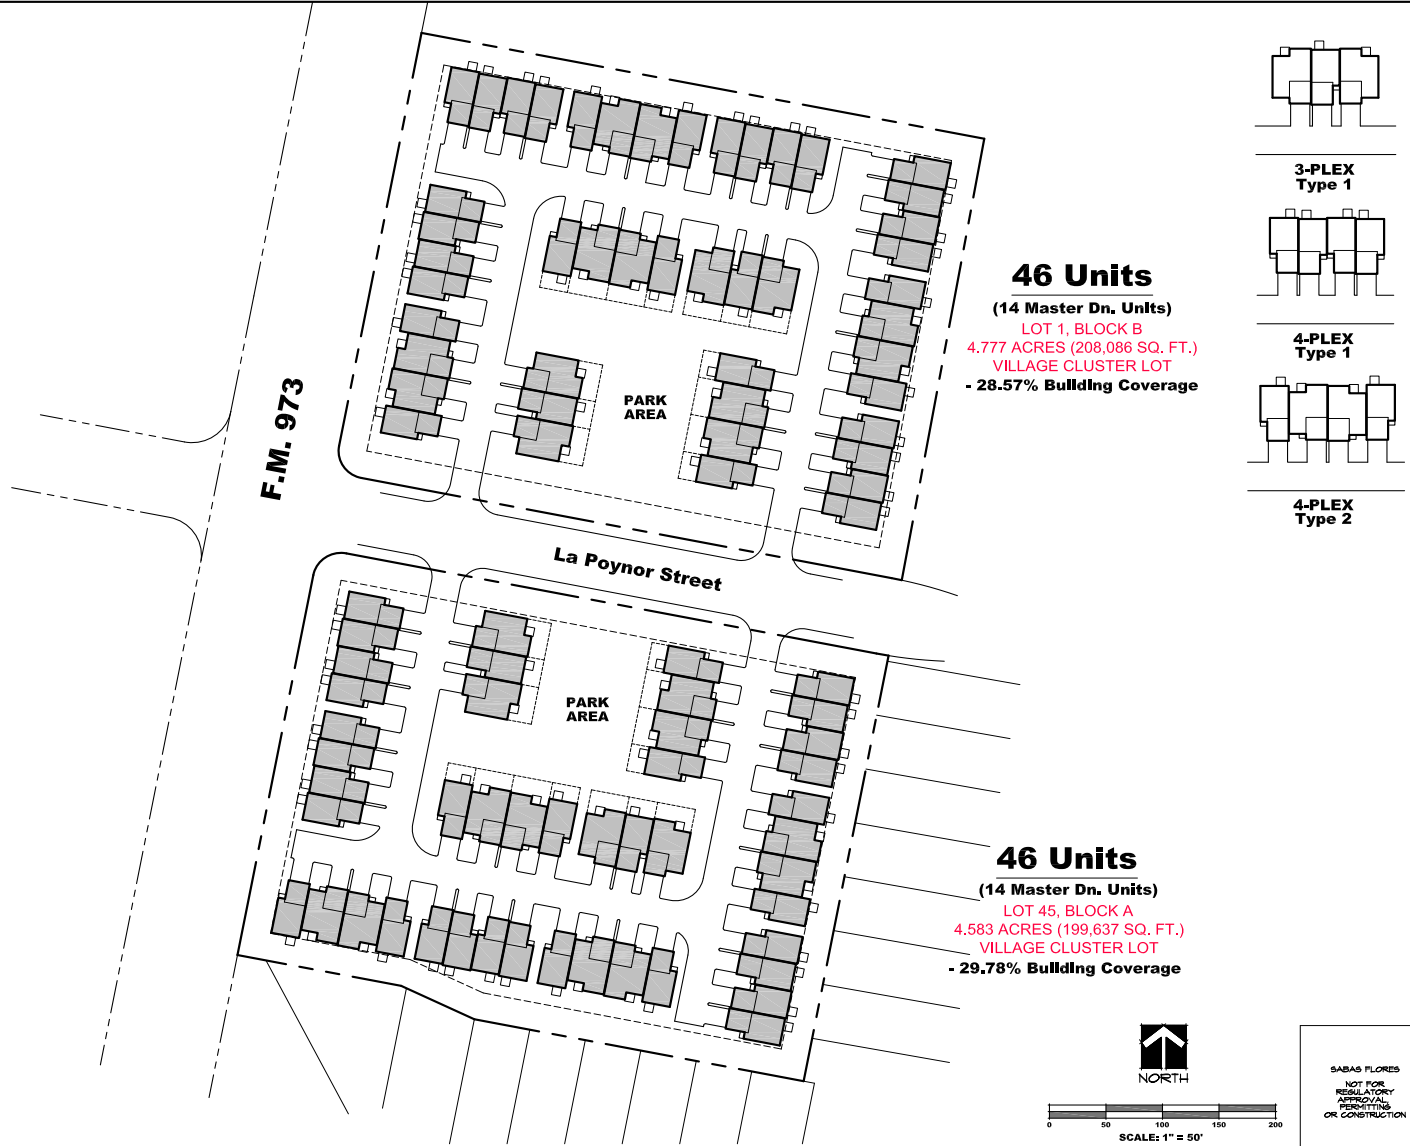 3-PLEX
Type 1
4-PLEX
Type 1
4-PLEX
Type 2
46 Units
(14 Master Dn. Units)
LOT 1, BLOCK B
4.777 ACRES (208,086 SQ. FT.)
VILLAGE CLUSTER LOT
- 28.57% Building Coverage
PARK
AREA
F.M. 973
La Poynor Street
PARK
AREA
46 Units
(14 Master Dn. Units)
LOT 45, BLOCK A
4.583 ACRES (199,637 SQ. FT.)
VILLAGE CLUSTER LOT
- 29.78% Building Coverage
NORTH
0 50 100 150 200
SCALE: 1" = 50'
SABAS FLORES
NOT FOR
REGULATORY
APPROVAL,
PERMITTING
OR CONSTRUCTION